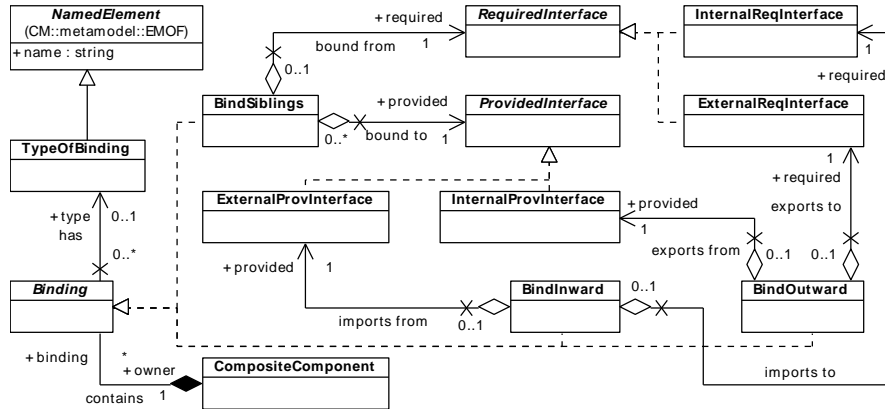 NamedElement
(CM::metamodel::EMOF)
+ name : string
+ required
bound from
1
0..1
RequiredInterface
InternalReqInterface
1
+ required
BindSiblings
+ provided
0..*
bound to
1
ProvidedInterface
ExternalReqInterface
TypeOfBinding
1
+ required
exports to
ExternalProvInterface
InternalProvInterface
+ provided
1
exports from
0..1
0..1
+ type
0..1
has
0..*
+ provided
1
Binding
BindInward
0..1
BindOutward
imports from
0..1
+ binding
*
+ owner
1
contains
CompositeComponent
imports to